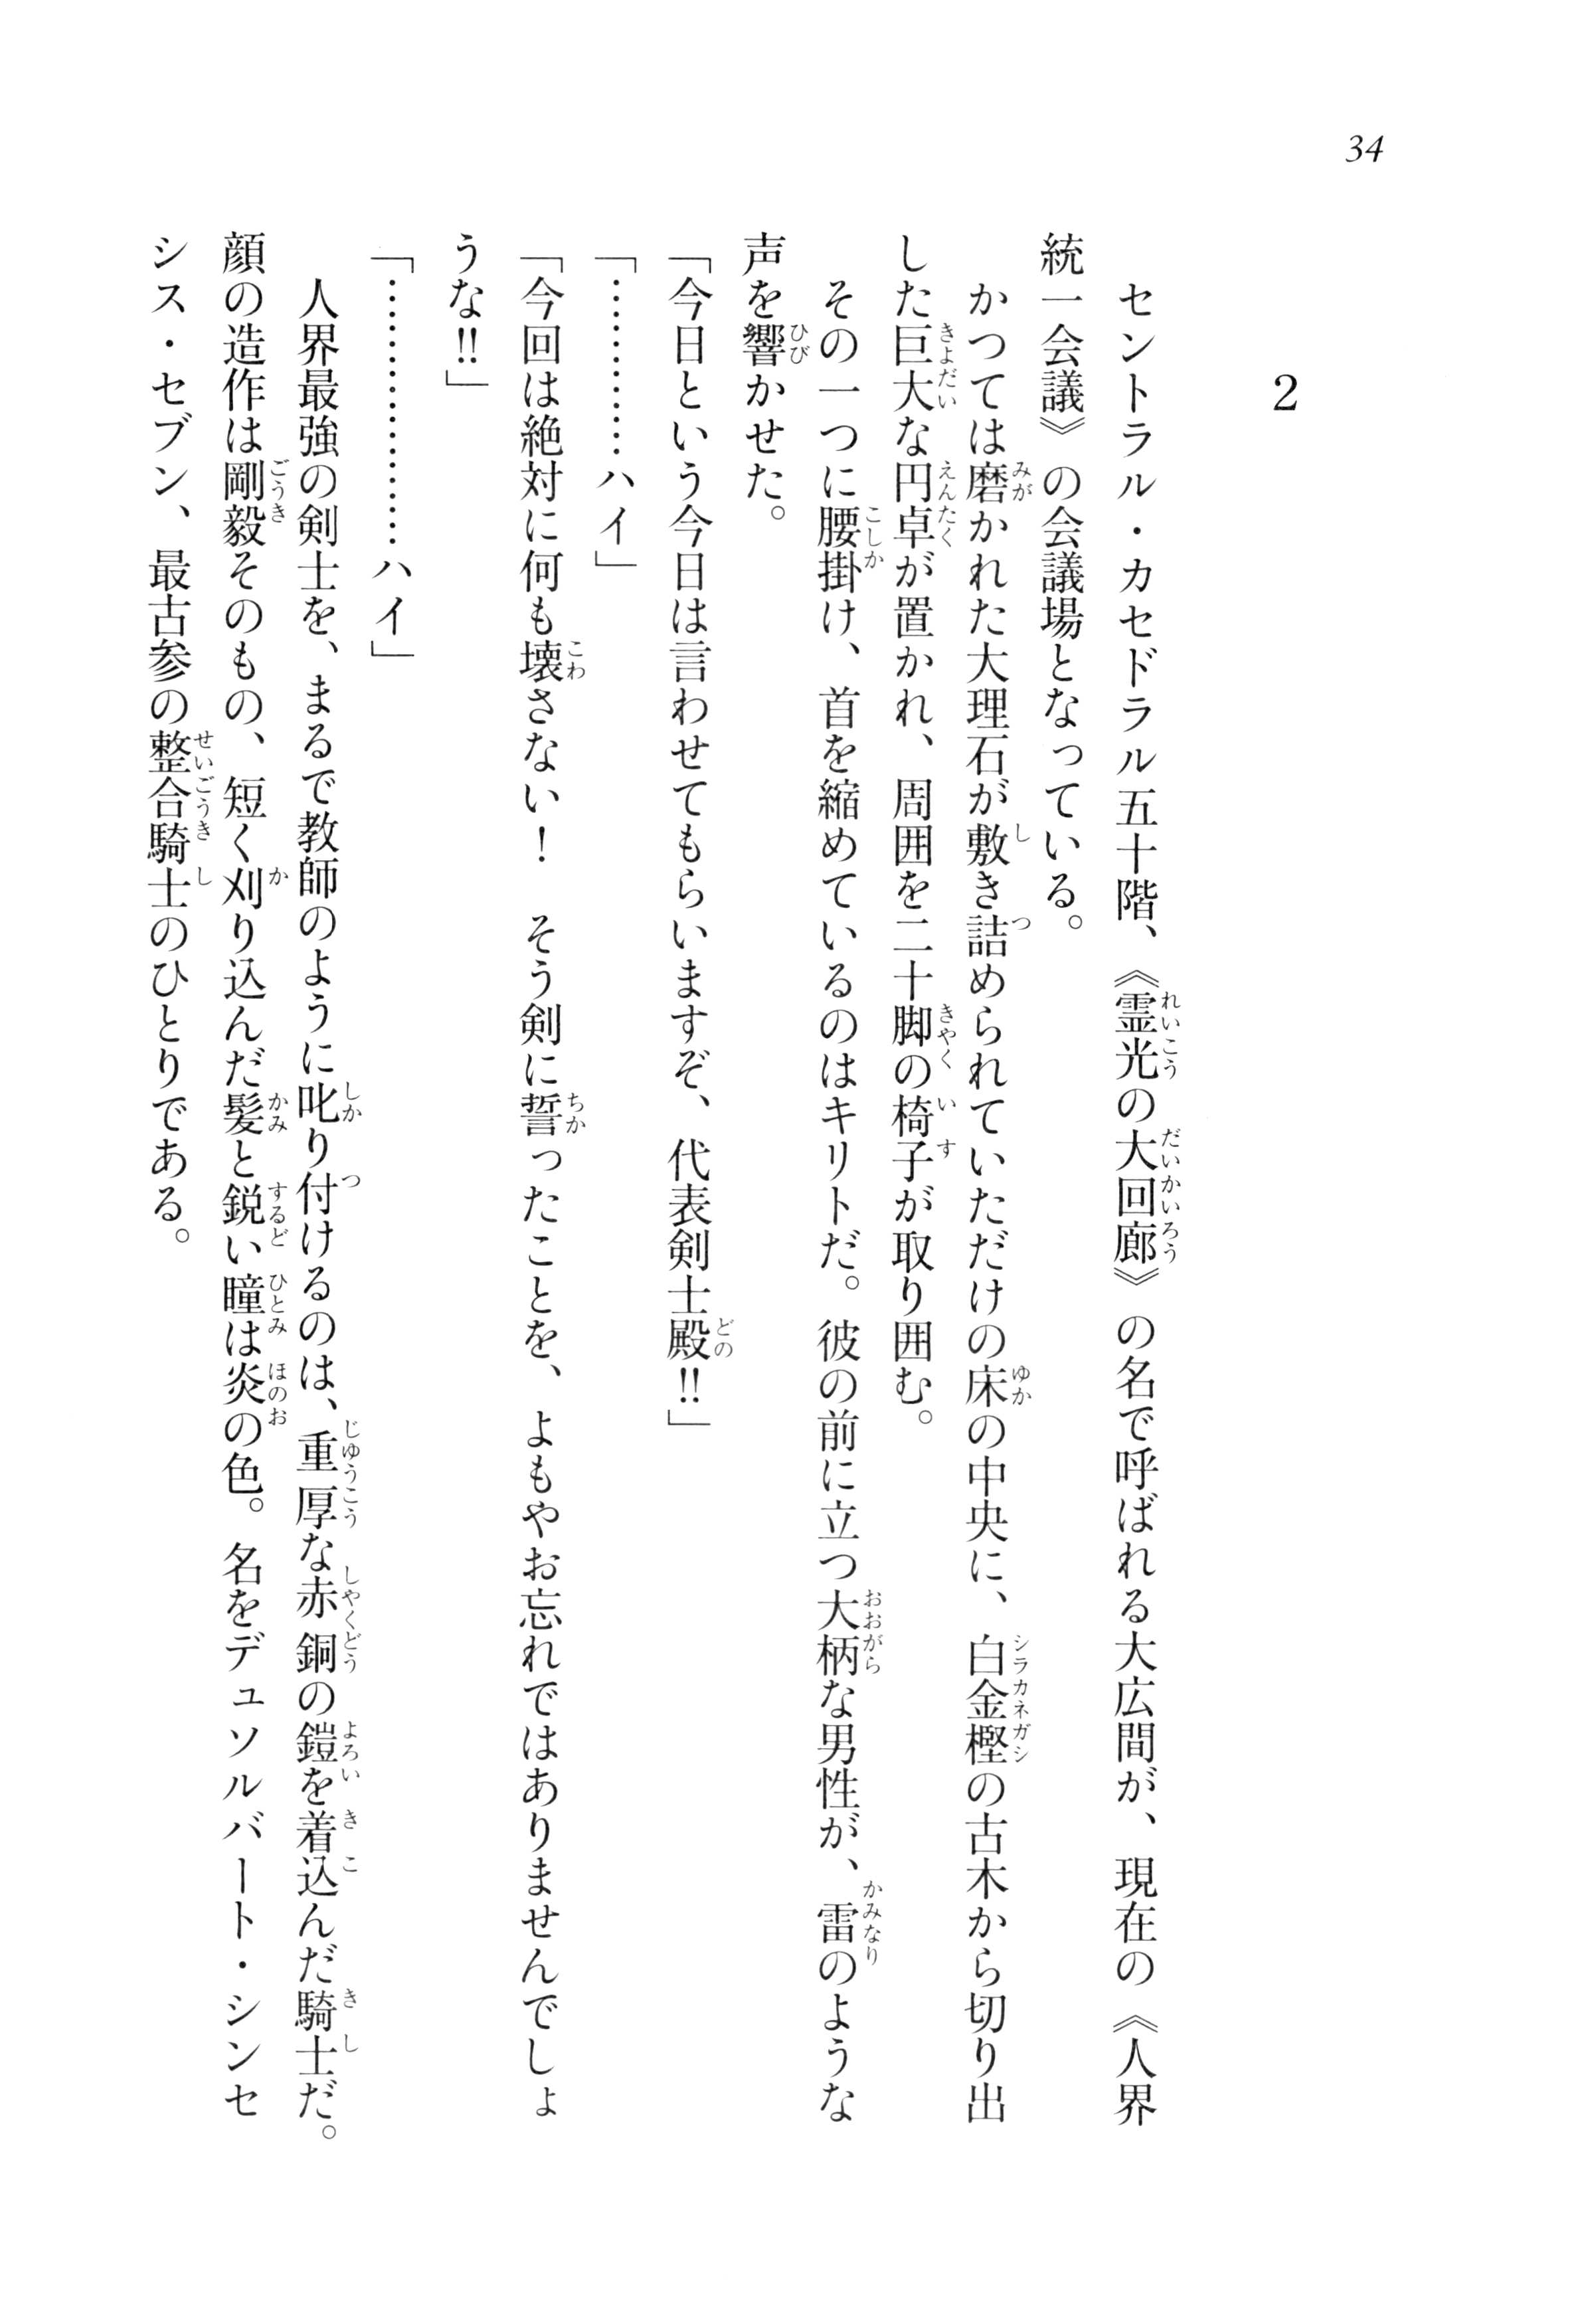 34
2
セントラル・カセドラル五十階、《霊光の大回廊》の名で呼ばれる大広間が、現在の《人界
統一会議》の会議場となっている。
かつては磨かれた大理石が敷き詰められていただけの床の中央に、白金樫の古木から切り出
した巨大な円卓が置かれ、周囲を二十脚の椅子が取り囲む。
その一つに腰掛け、首を縮めているのはキリトだ。彼の前に立つ大柄な男性が、雷のような
声を響かせた。
「今日という今日は言わせてもらいますぞ、代表剣士殿!!」
「…………ハイ」
「今回は絶対に何も壊さない！　そう剣に誓ったことを、よもやお忘れではありませんでしょ
うな!!」
「………………ハイ」
人界最強の剣士を、まるで教師のように叱り付けるのは、重厚な赤銅の鎧を着込んだ騎士だ。
顔の造作は剛毅そのもの、短く刈り込んだ髪と鋭い瞳は炎の色。名をデュソルバート・シンセ
シス・セブン、最古参の整合騎士のひとりである。